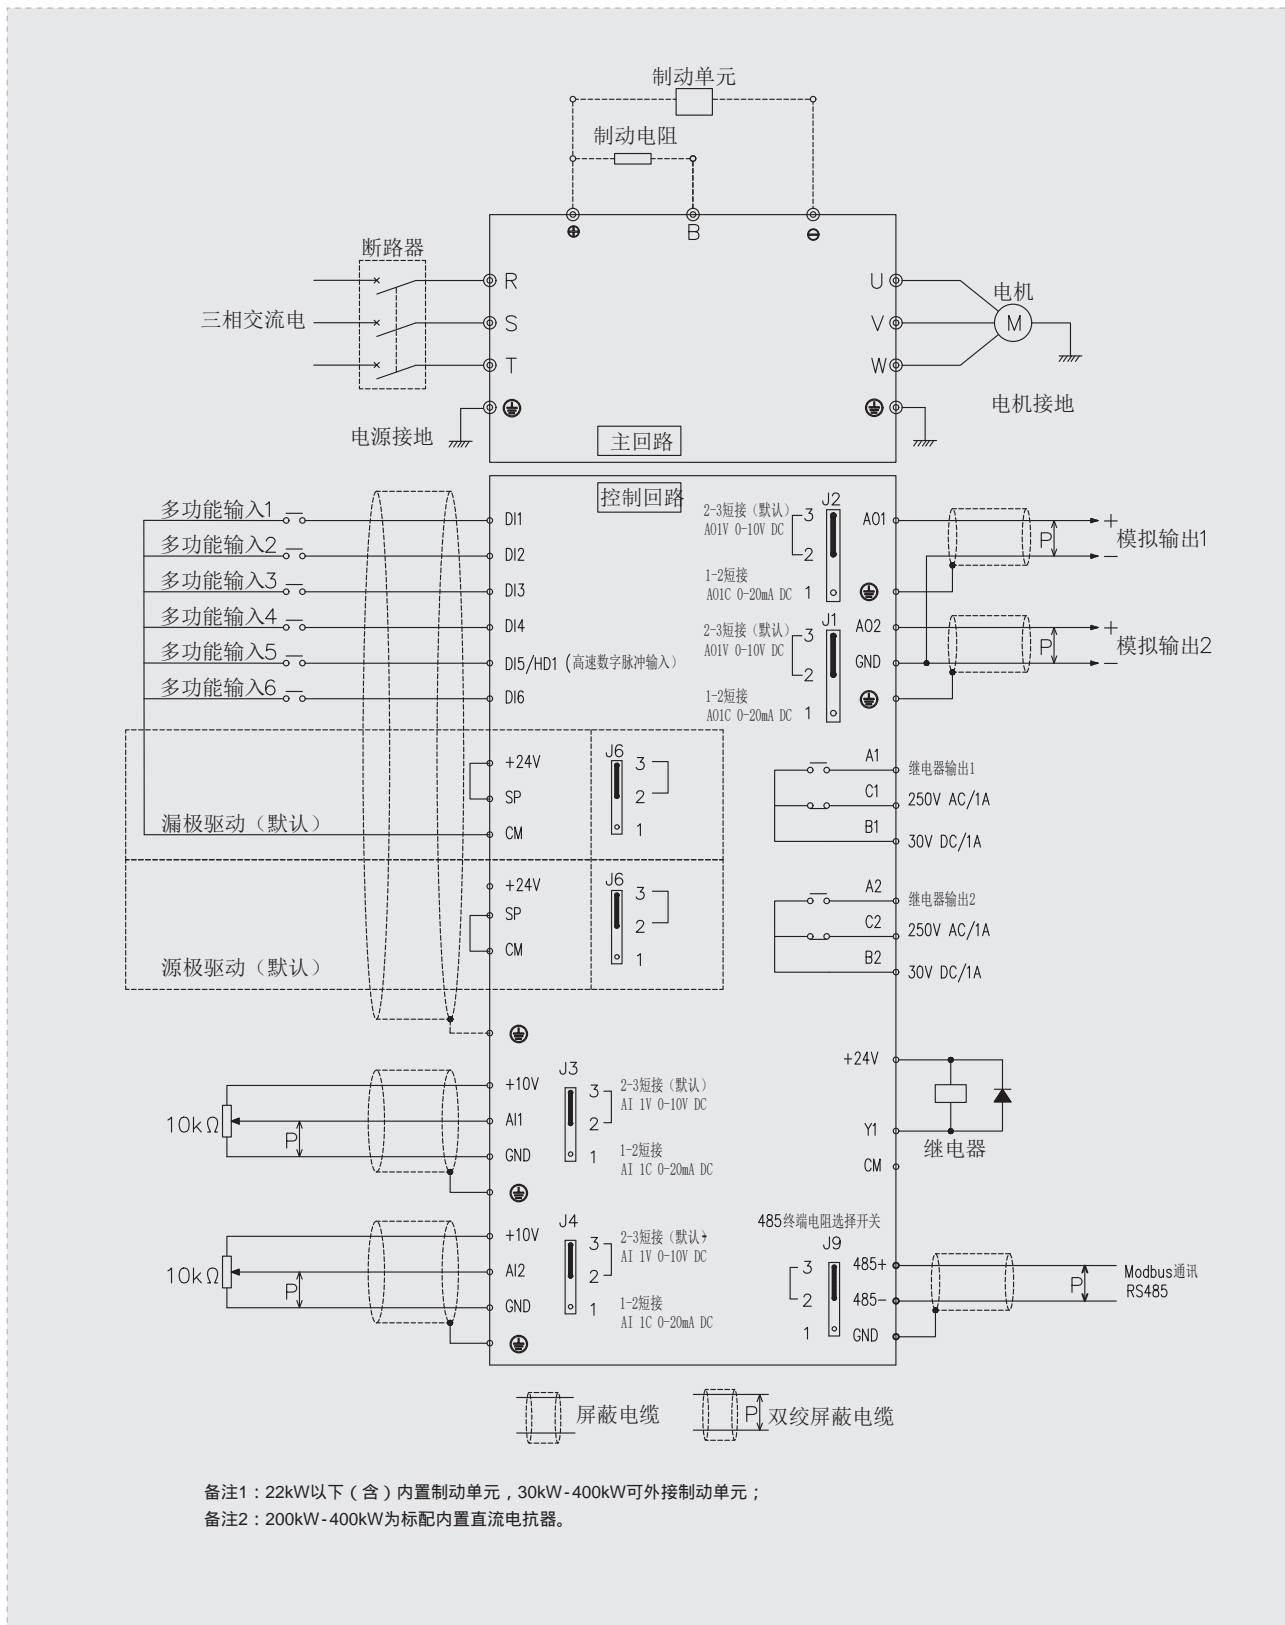 制动单元
制动电阻
B
断路器
三相交流电
R
S
T
电源接地
U
V
W
电机
M
电机接地
主回路
控制回路
多功能输入1
多功能输入2
多功能输入3
多功能输入4
多功能输入5
多功能输入6
DI1
DI2
DI3
DI4
DI5/HD1（高速数字脉冲输入）
DI6
J2
2-3短接（默认）
AO1V 0-10V DC
3
2
1-2短接
AO1C 0-20mA DC
1
J1
2-3短接（默认）
AO1V 0-10V DC
3
2
1-2短接
AO1C 0-20mA DC
1
AO1
AO2
GND
P
+
模拟输出1
—
P
+
模拟输出2
—
+24V
SP
CM
漏极驱动（默认）
J6
3
2
1
+24V
SP
CM
源极驱动（默认）
J6
3
2
1
A1
C1
B1
继电器输出1
250V AC/1A
30V DC/1A
A2
C2
B2
继电器输出2
250V AC/1A
30V DC/1A
10kΩ
P
+10V
AI1
GND
J3
3
2
1
2-3短接（默认）
AI 1V 0-10V DC
1-2短接
AI 1C 0-20mA DC
+24V
Y1
CM
继电器
10kΩ
P
+10V
AI2
GND
J4
3
2
1
2-3短接（默认）
AI 1V 0-10V DC
1-2短接
AI 1C 0-20mA DC
485终端电阻选择开关
J9
3
2
1
485+
485-
GND
P
Modbus通讯
RS485
屏蔽电缆
P
双绞屏蔽电缆
备注1：22kW以下（含）内置制动单元，30kW-400kW可外接制动单元；
备注2：200kW-400kW为标配内置直流电抗器。